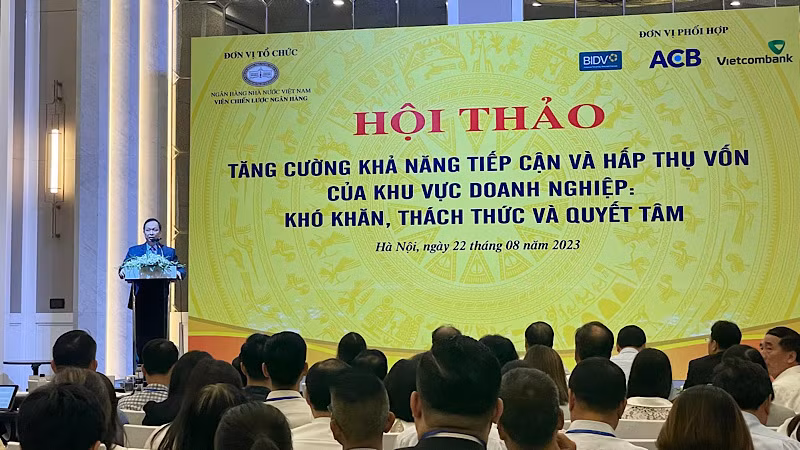 ĐƠN VỊ TỔ CHỨC
NGÂN HÀNG NHÀ NƯỚC VIỆT NAM
VIỆN CHIẾN LƯỢC NGÂN HÀNG
ĐƠN VỊ PHỐI HỢP
BIDV
ACB
Vietcombank
HỘI THẢO
TĂNG CƯỜNG KHẢ NĂNG TIẾP CẬN VÀ HẤP THỤ VỐN
CỦA KHU VỰC DOANH NGHIỆP:
KHÓ KHĂN, THÁCH THỨC VÀ QUYẾT TÂM
Hà Nội, ngày 22 tháng 08 năm 2023